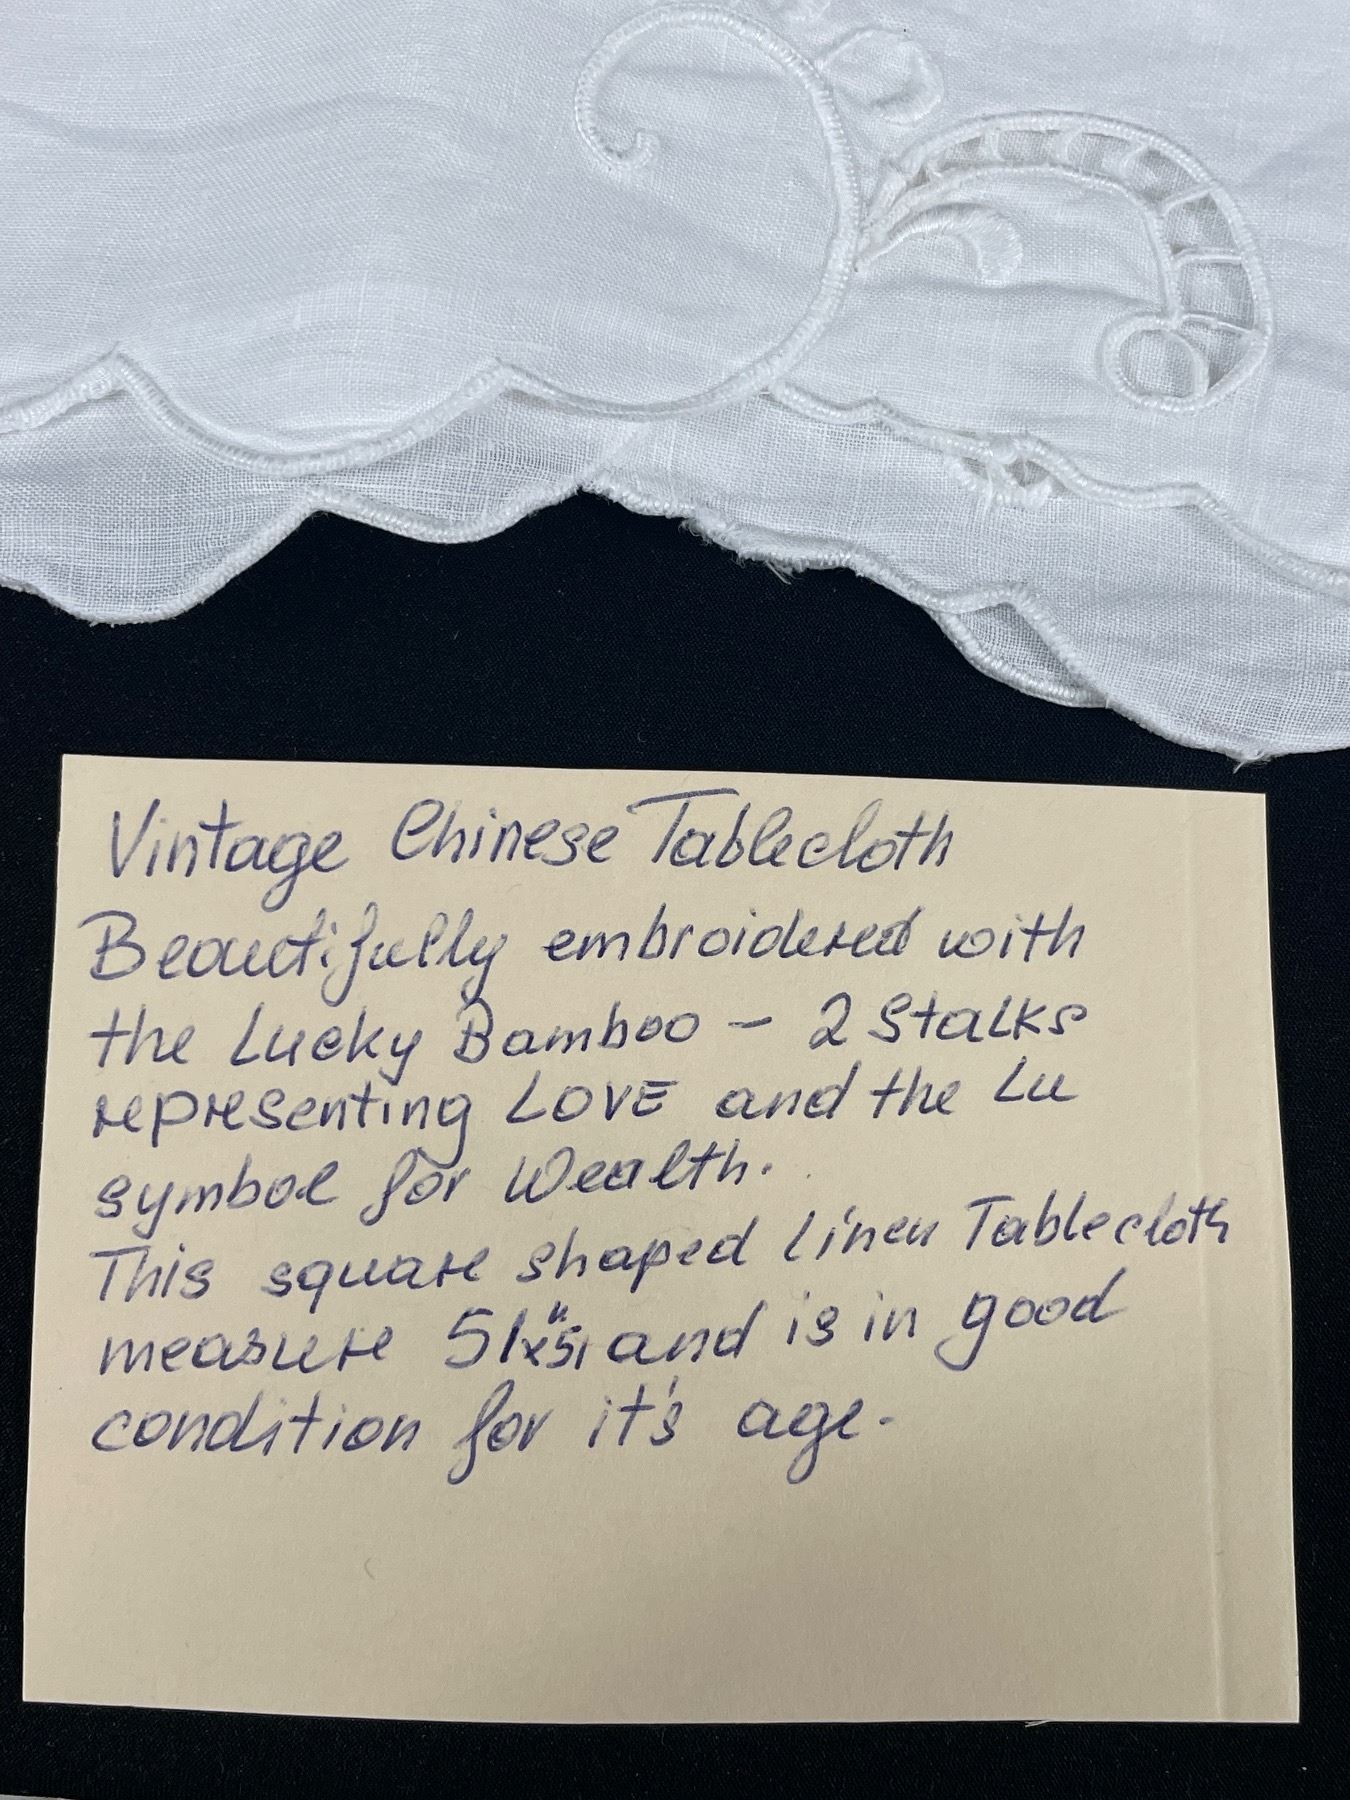 Vintage Chinese Tablecloth
Beautifully embroidered with
the Lucky Bamboo - 2 Stalks
representing LOVE and the Lu
symbol for Wealth.
This square shaped Linen Tablecloth
measure 51"x51 and is in good
condition for it's age.